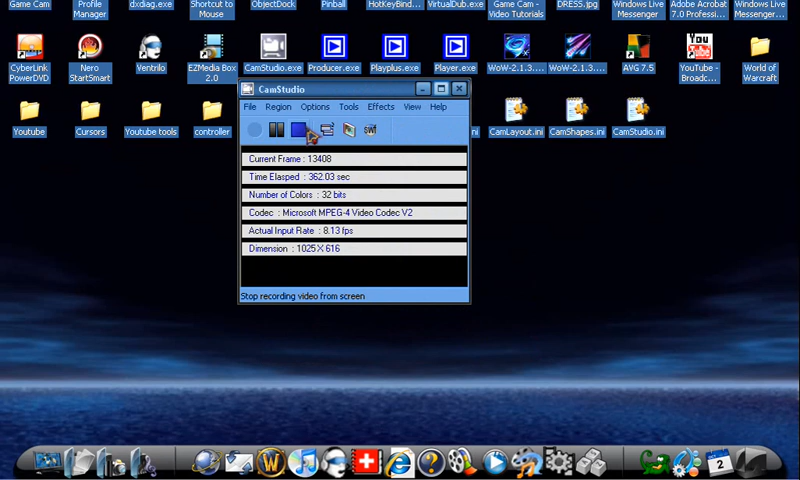 Game Cam
Profile
Manager
dxdiag.exe
Shortcut to
Mouse
ObjectDock
Pinball
HotKeyBind...
VirtualDub.exe
Game Cam -
Video Tutorials
DRESS.jpg
Windows Live
Messenger
Adobe Acrobat
7.0 Professi...
Windows Live
Messenger...
CyberLink
PowerDVD
Nero
StartSmart
Ventrilo
EZMedia Box
2.0
CamStudio.exe
Producer.exe
Playplus.exe
Player.exe
WoW-2.1.3....
WoW-2.1.3....
AVG 7.5
You
Tube
YouTube -
Broadc...
World of
Warcraft
Youtube
Cursors
Youtube tools
controller
CamLayout.ini
CamShapes.ini
CamStudio.ini
CamStudio
File Region Options Tools Effects View Help
SWF
Current Frame : 13408
Time Elasped : 362.03 sec
Number of Colors : 32 bits
Codec : Microsoft MPEG-4 Video Codec V2
Actual Input Rate : 8.13 fps
Dimension : 1025 X 616
Stop recording video from screen
2